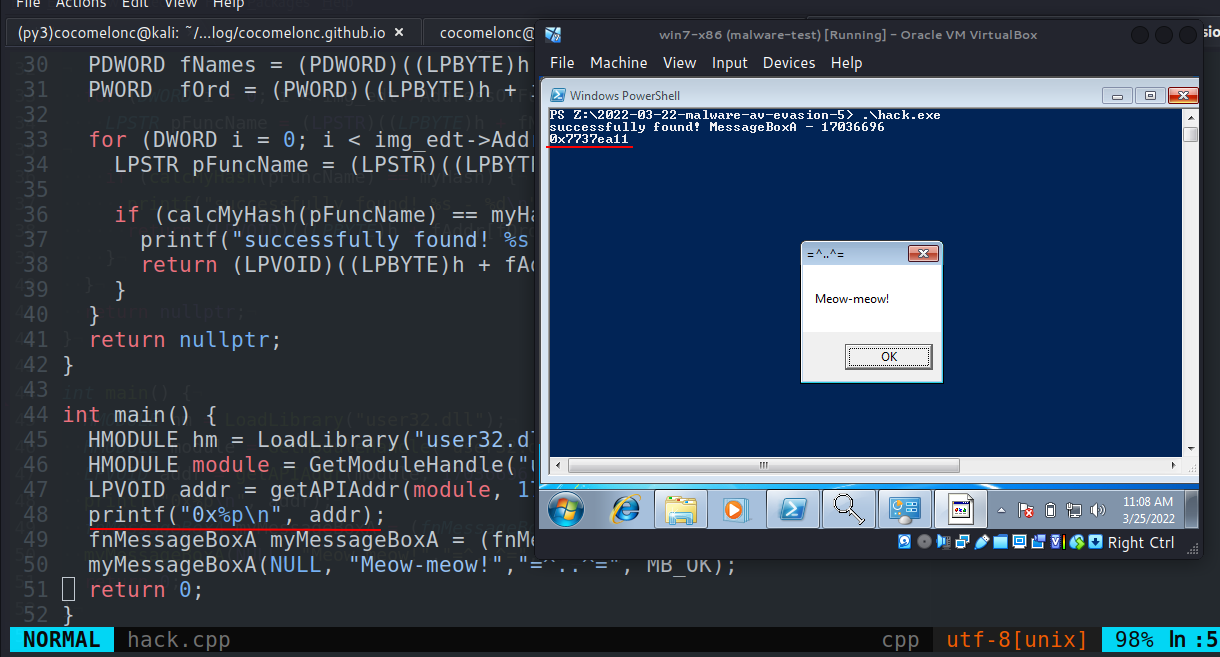 File Actions Edit View Help
(py3)cocomelonc@kali: ~/...log/cocomelonc.github.io ×
cocomelonc@
30 PDWORD fNames = (PDWORD)((LPBYTE)h
31 PWORD fOrd = (PWORD)((LPBYTE)h +
32
33 for (DWORD i = 0; i < img_edt->Addr
34 LPSTR pFuncName = (LPSTR)((LPBYTE
35
36 if (calcMyHash(pFuncName) == myHa
37 printf("successfully found! %s
38 return (LPVOID)((LPBYTE)h + fAd
39 }
40 }
41 return nullptr;
42 }
43
44 int main() {
45 HMODULE hm = LoadLibrary("user32.dl
46 HMODULE module = GetModuleHandle("u
47 LPVOID addr = getAPIAddr(module, 17
48 printf("0x%p\n", addr);
49 fnMessageBoxA myMessageBoxA = (fnMe
50 myMessageBoxA(NULL, "Meow-meow!","=^..^=", MB_OK);
51 return 0;
52 }
NORMAL hack.cpp cpp utf-8[unix] 98% ln :5
win7-x86 (malware-test) [Running] - Oracle VM VirtualBox
File Machine View Input Devices Help
Windows PowerShell
PS Z:\2022-03-22-malware-av-evasion-5> .\hack.exe
successfully found! MessageBoxA - 17036696
0x7737ea11
=^..^=
Meow-meow!
OK
11:08 AM
3/25/2022
Right Ctrl